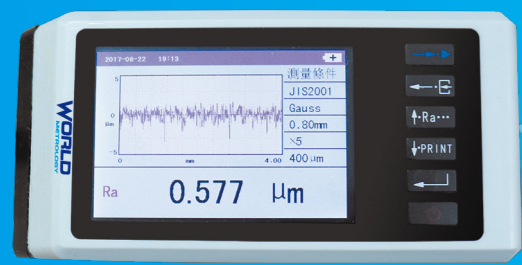 2017-08-22 19:13
測量條件
5
JIS2001
Gauss
0
μm
0.80mm
×5
-5
0 mm 4.00
400μm
Ra 0.577 μm
WORLD
METROLOGY
Ra···
PRINT